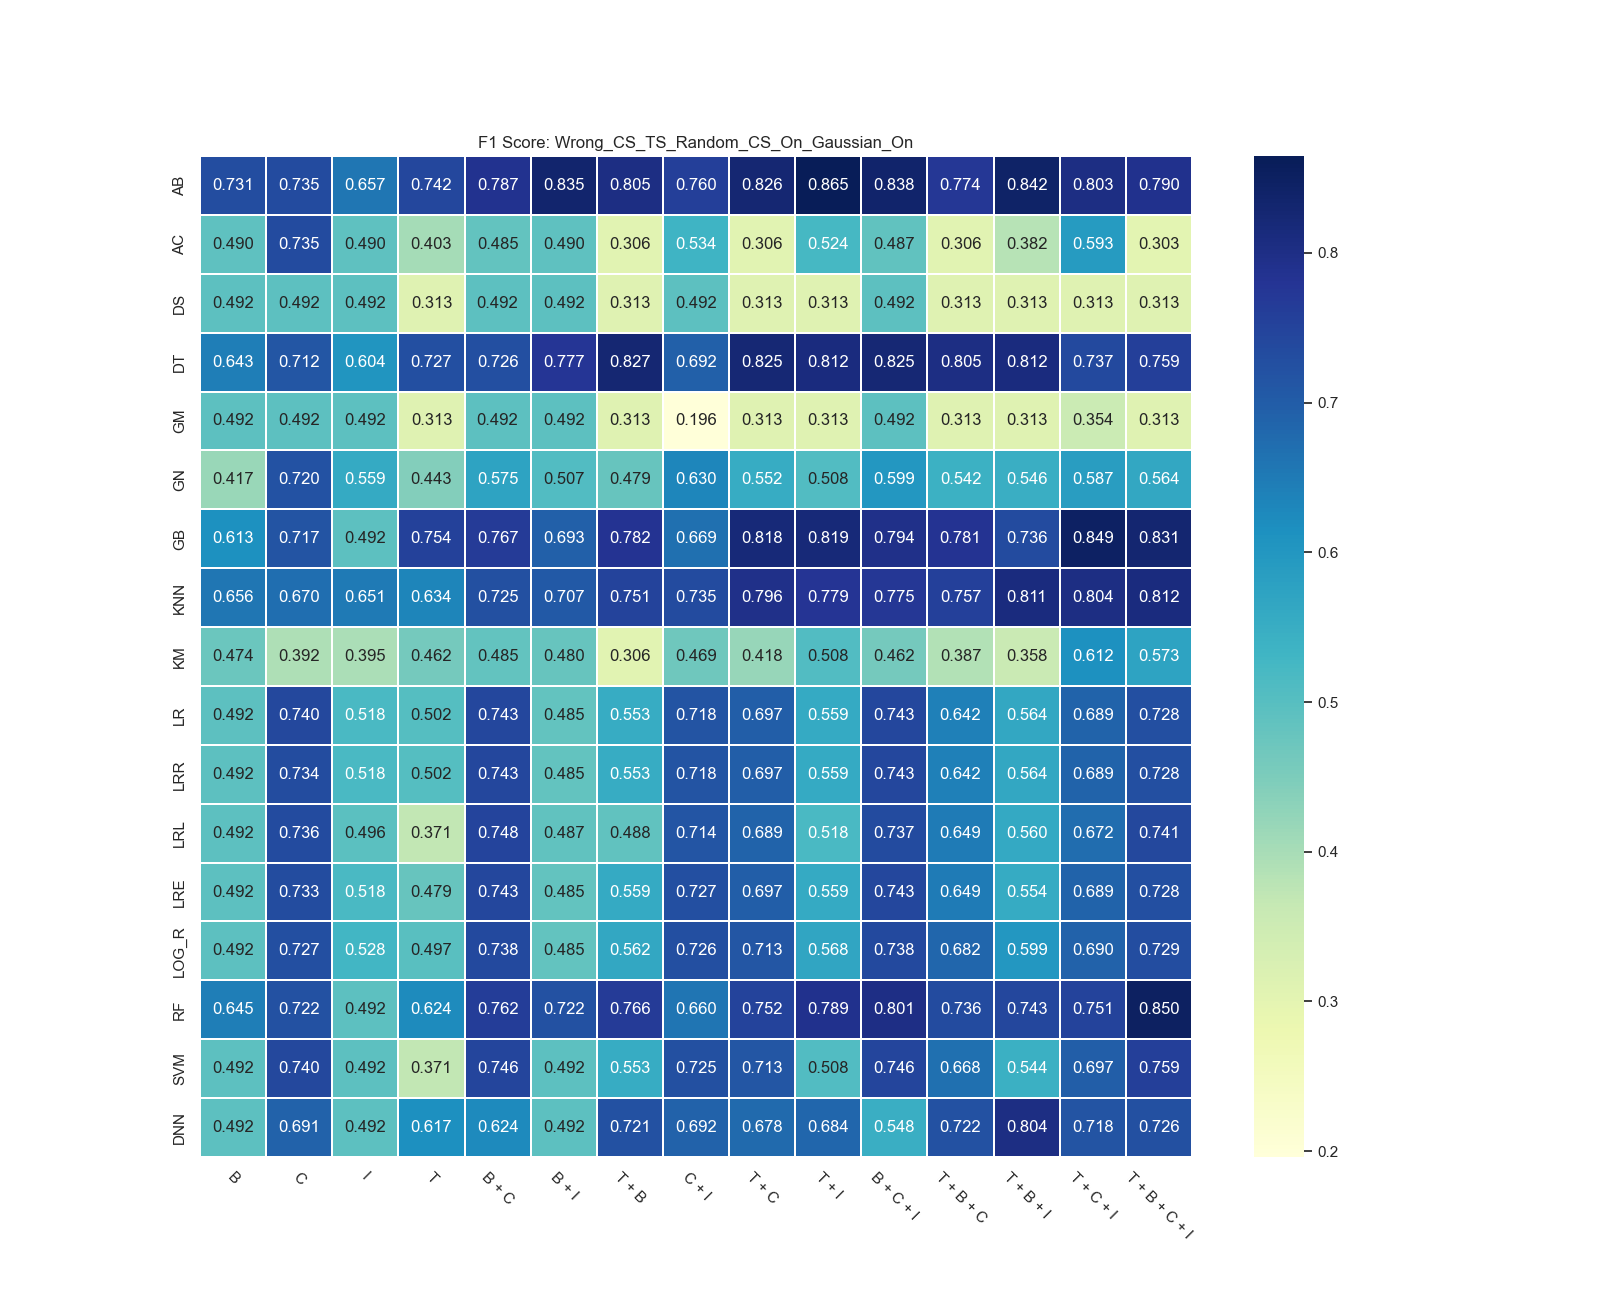 F1 Score: Wrong_CS_TS_Random_CS_On_Gaussian_On
AB 0.731 0.735 0.657 0.742 0.787 0.835 0.805 0.760 0.826 0.865 0.838 0.774 0.842 0.803 0.790
AC 0.490 0.735 0.490 0.403 0.485 0.490 0.306 0.534 0.306 0.524 0.487 0.306 0.382 0.593 0.303
DS 0.492 0.492 0.492 0.313 0.492 0.492 0.313 0.492 0.313 0.313 0.492 0.313 0.313 0.313 0.313
DT 0.643 0.712 0.604 0.727 0.726 0.777 0.827 0.692 0.825 0.812 0.825 0.805 0.812 0.737 0.759
GM 0.492 0.492 0.492 0.313 0.492 0.492 0.313 0.196 0.313 0.313 0.492 0.313 0.313 0.354 0.313
GN 0.417 0.720 0.559 0.443 0.575 0.507 0.479 0.630 0.552 0.508 0.599 0.542 0.546 0.587 0.564
GB 0.613 0.717 0.492 0.754 0.767 0.693 0.782 0.669 0.818 0.819 0.794 0.781 0.736 0.849 0.831
KNN 0.656 0.670 0.651 0.634 0.725 0.707 0.751 0.735 0.796 0.779 0.775 0.757 0.811 0.804 0.812
KM 0.474 0.392 0.395 0.462 0.485 0.480 0.306 0.469 0.418 0.508 0.462 0.387 0.358 0.612 0.573
LR 0.492 0.740 0.518 0.502 0.743 0.485 0.553 0.718 0.697 0.559 0.743 0.642 0.564 0.689 0.728
LRR 0.492 0.734 0.518 0.502 0.743 0.485 0.553 0.718 0.697 0.559 0.743 0.642 0.564 0.689 0.728
LRL 0.492 0.736 0.496 0.371 0.748 0.487 0.488 0.714 0.689 0.518 0.737 0.649 0.560 0.672 0.741
LRE 0.492 0.733 0.518 0.479 0.743 0.485 0.559 0.727 0.697 0.559 0.743 0.649 0.554 0.689 0.728
LOG_R 0.492 0.727 0.528 0.497 0.738 0.485 0.562 0.726 0.713 0.568 0.738 0.682 0.599 0.690 0.729
RF 0.645 0.722 0.492 0.624 0.762 0.722 0.766 0.660 0.752 0.789 0.801 0.736 0.743 0.751 0.850
SVM 0.492 0.740 0.492 0.371 0.746 0.492 0.553 0.725 0.713 0.508 0.746 0.668 0.544 0.697 0.759
DNN 0.492 0.691 0.492 0.617 0.624 0.492 0.721 0.692 0.678 0.684 0.548 0.722 0.804 0.718 0.726
B C I T B + C B + I T + B C + I T + C T + I B + C + I T + B + C T + B + I T + C + I T + B + C + I
0.8
0.7
0.6
0.5
0.4
0.3
0.2